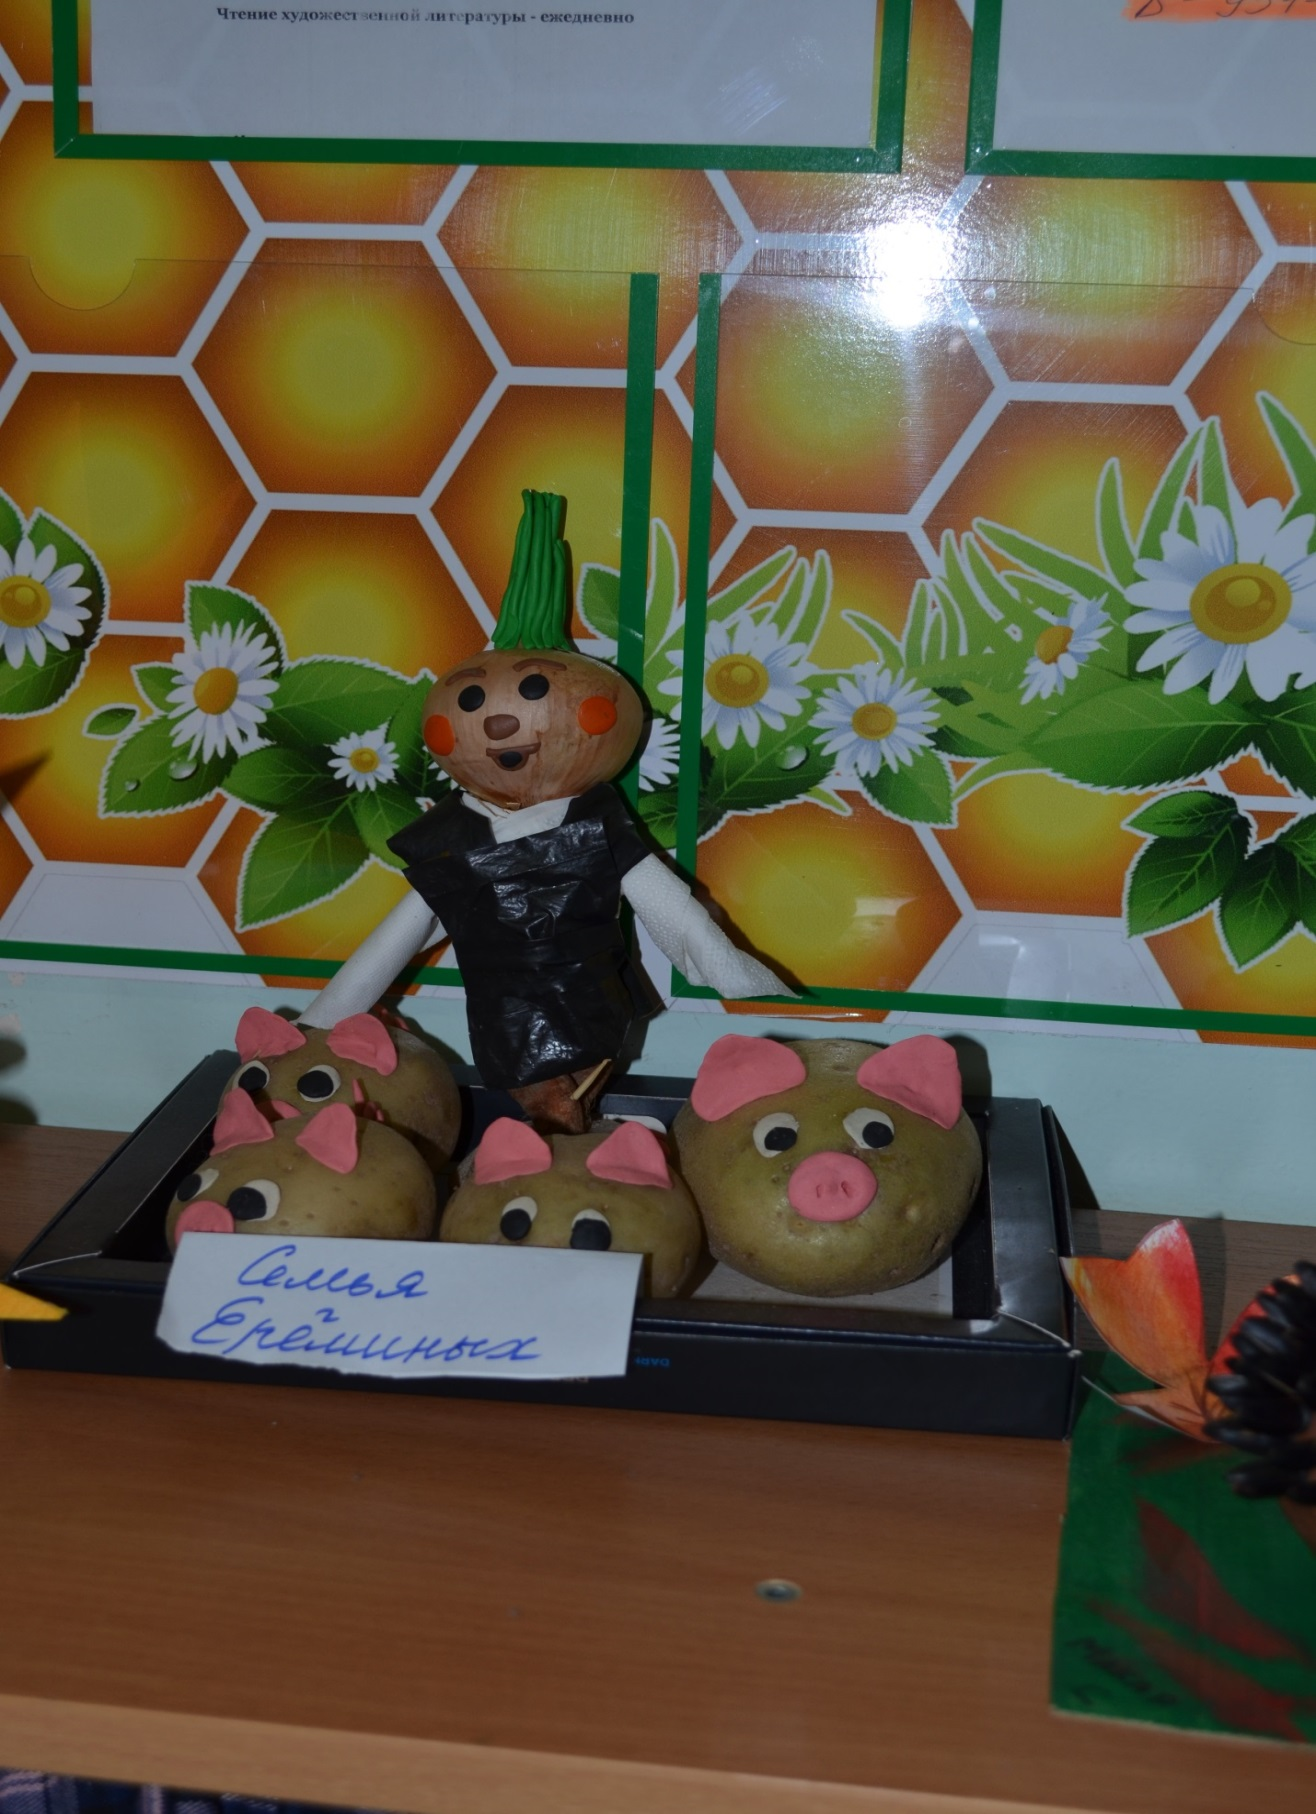 Чтение художественной литературы - ежедневно
Семья
Ерёминых